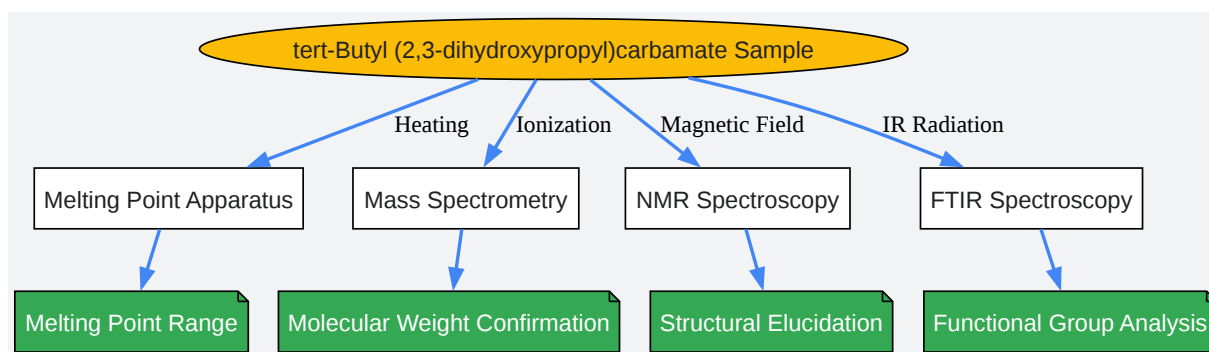 tert-Butyl (2,3-dihydroxypropyl)carbamate Sample
Heating
Ionization
Magnetic Field
IR Radiation
Melting Point Apparatus
Mass Spectrometry
NMR Spectroscopy
FTIR Spectroscopy
Melting Point Range
Molecular Weight Confirmation
Structural Elucidation
Functional Group Analysis